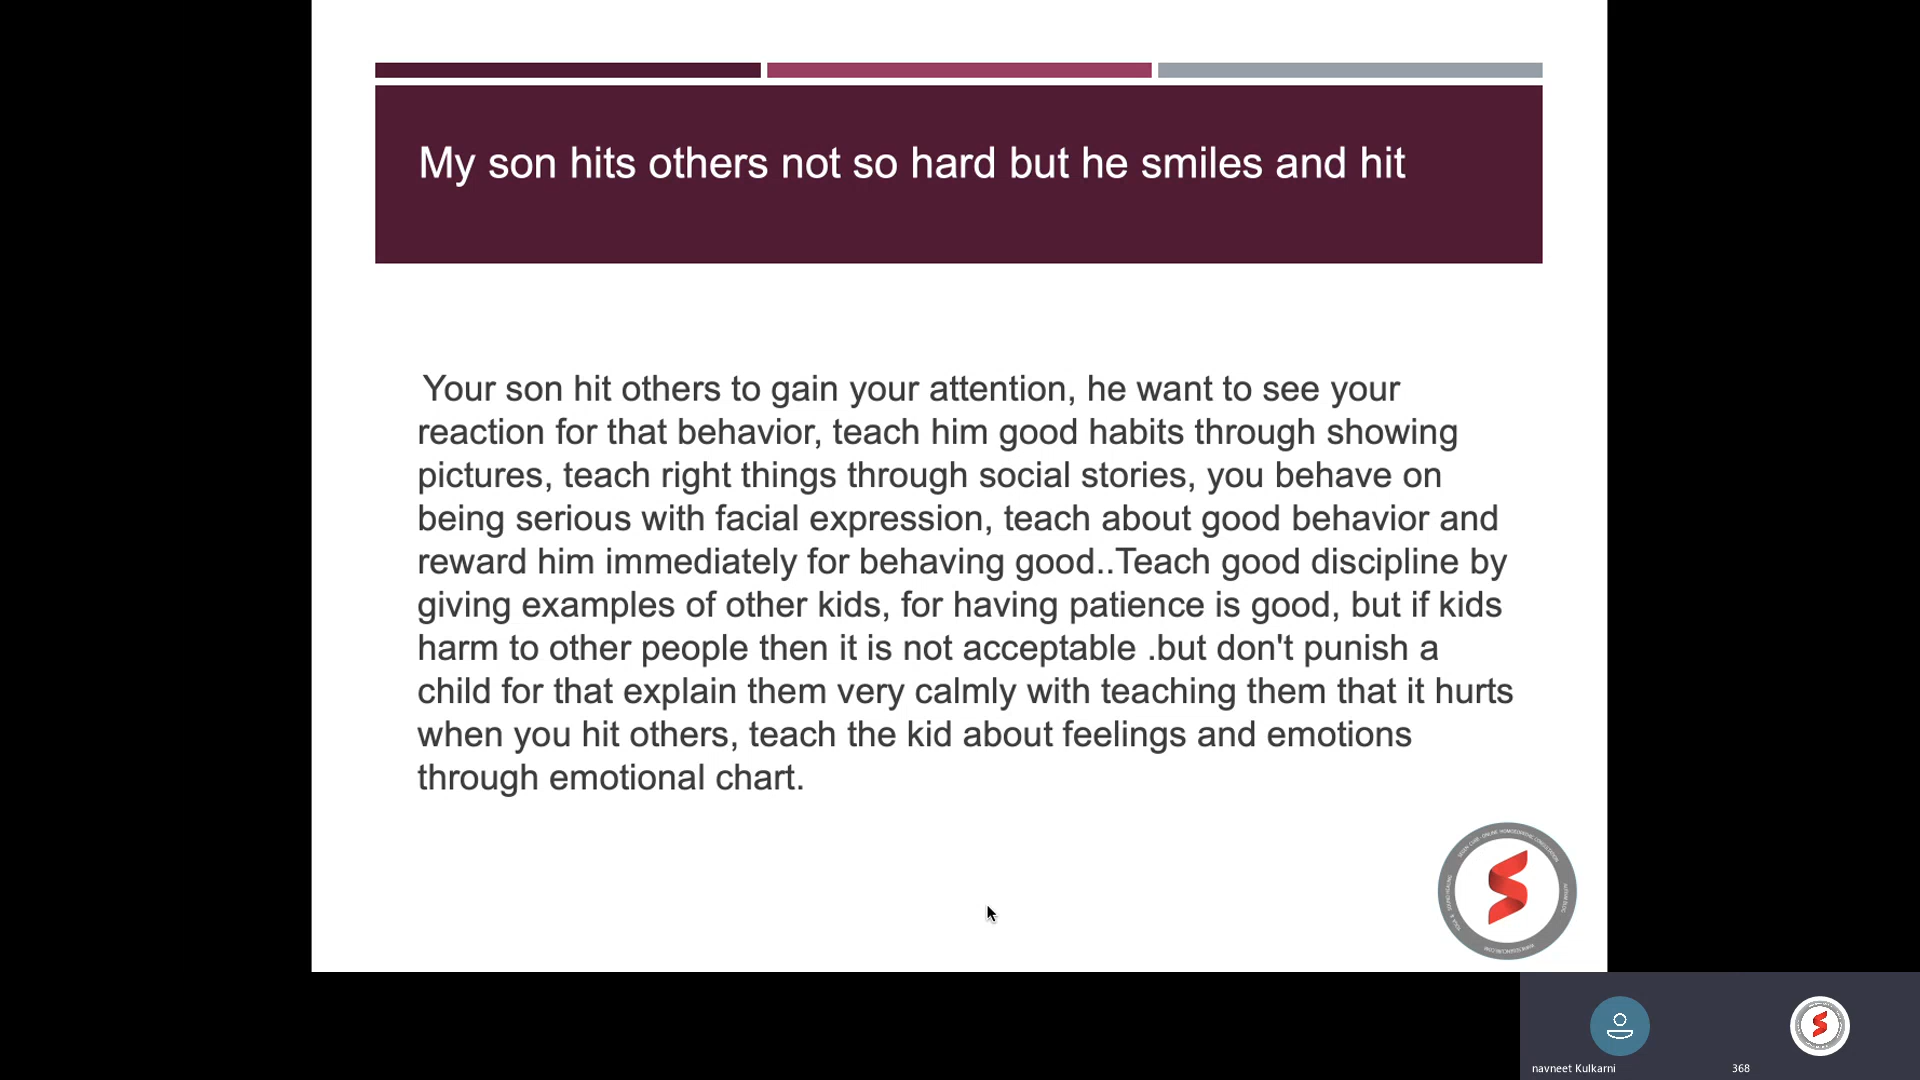 My son hits others not so hard but he smiles and hit
Your son hit others to gain your attention, he want to see your
reaction for that behavior, teach him good habits through showing
pictures, teach right things through social stories, you behave on
being serious with facial expression, teach about good behavior and
reward him immediately for behaving good..Teach good discipline by
giving examples of other kids, for having patience is good, but if kids
harm to other people then it is not acceptable .but don't punish a
child for that explain them very calmly with teaching them that it hurts
when you hit others, teach the kid about feelings and emotions
through emotional chart.
navneet Kulkarni
368